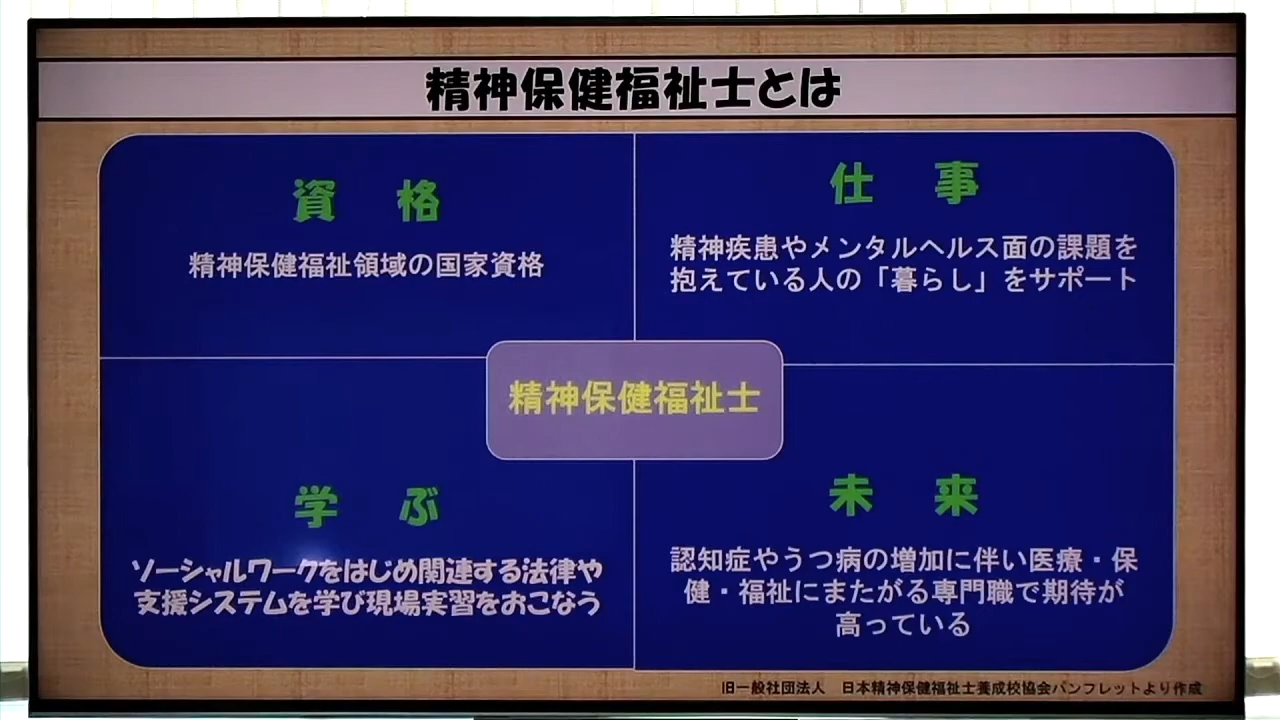 精神保健福祉士とは
資　格
精神保健福祉領域の国家資格
仕　事
精神疾患やメンタルヘルス面の課題を
抱えている人の「暮らし」をサポート
精神保健福祉士
学　ぶ
ソーシャルワークをはじめ関連する法律や
支援システムを学び現場実習をおこなう
未　来
認知症やうつ病の増加に伴い医療・保
健・福祉にまたがる専門職で期待が
高っている
旧一般社団法人　日本精神保健福祉士養成校協会パンフレットより作成